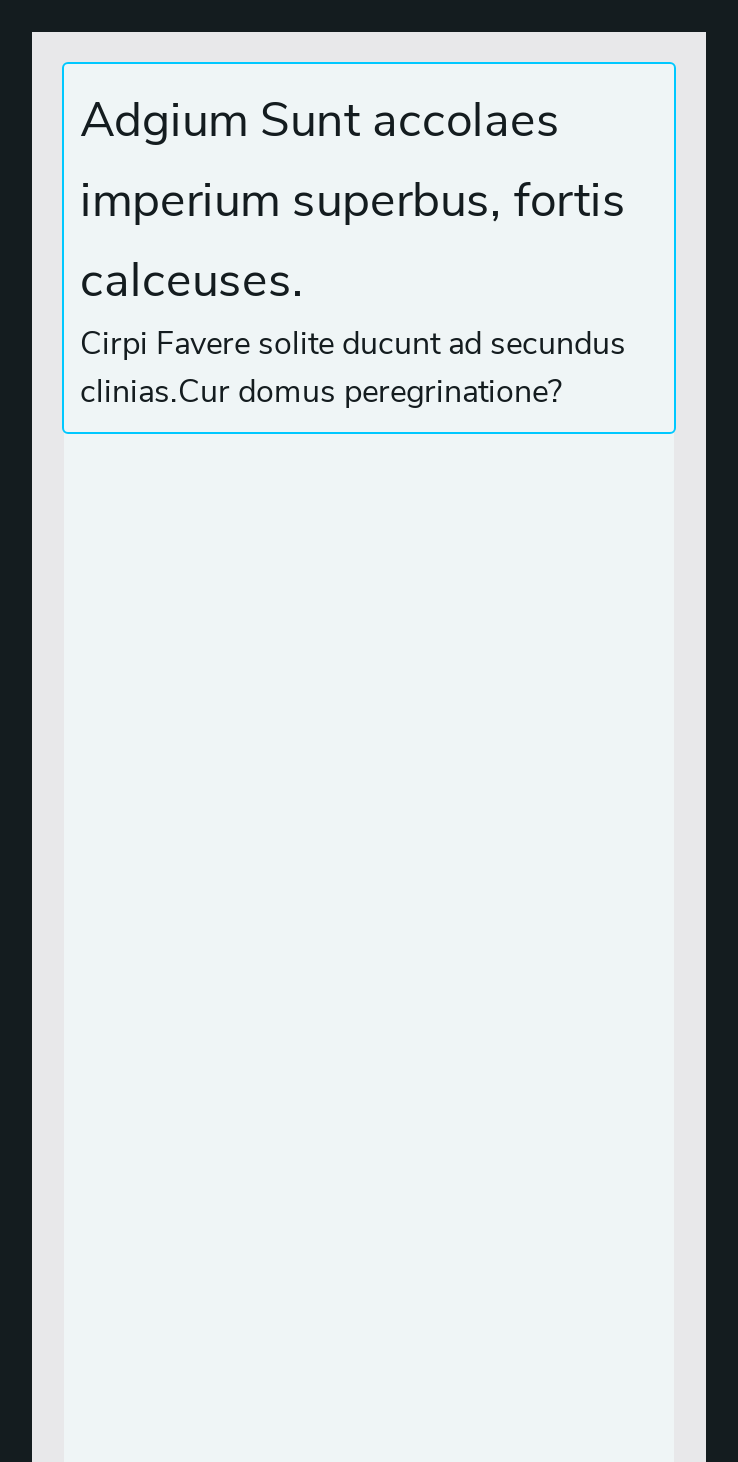 Adgium Sunt accolaes
imperium superbus, fortis
calceuses.
Cirpi Favere solite ducunt ad secundus
clinias.Cur domus peregrinatione?